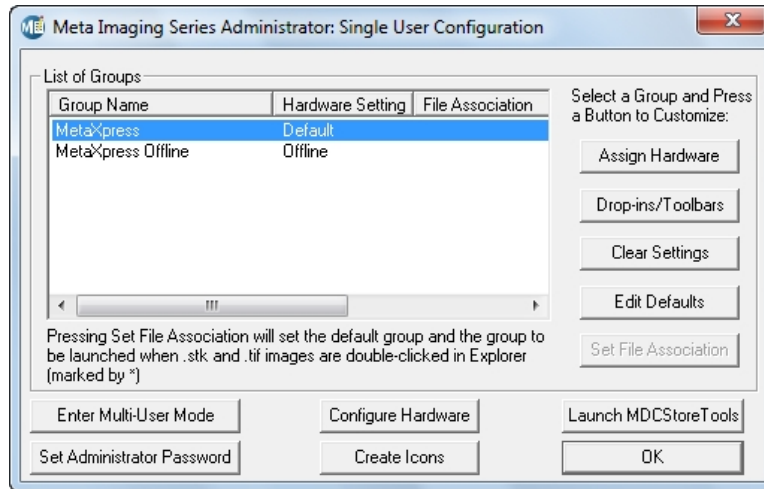 Meta Imaging Series Administrator: Single User Configuration
List of Groups
Group Name Hardware Setting File Association
MetaXpress Default
MetaXpress Offline Offline
Pressing Set File Association will set the default group and the group to
be launched when .stk and .tif images are double-clicked in Explorer
(marked by *)
Select a Group and Press
a Button to Customize:
Assign Hardware
Drop-ins/Toolbars
Clear Settings
Edit Defaults
Set File Association
Enter Multi-User Mode Configure Hardware Launch MDCStoreTools
Set Administrator Password Create Icons OK